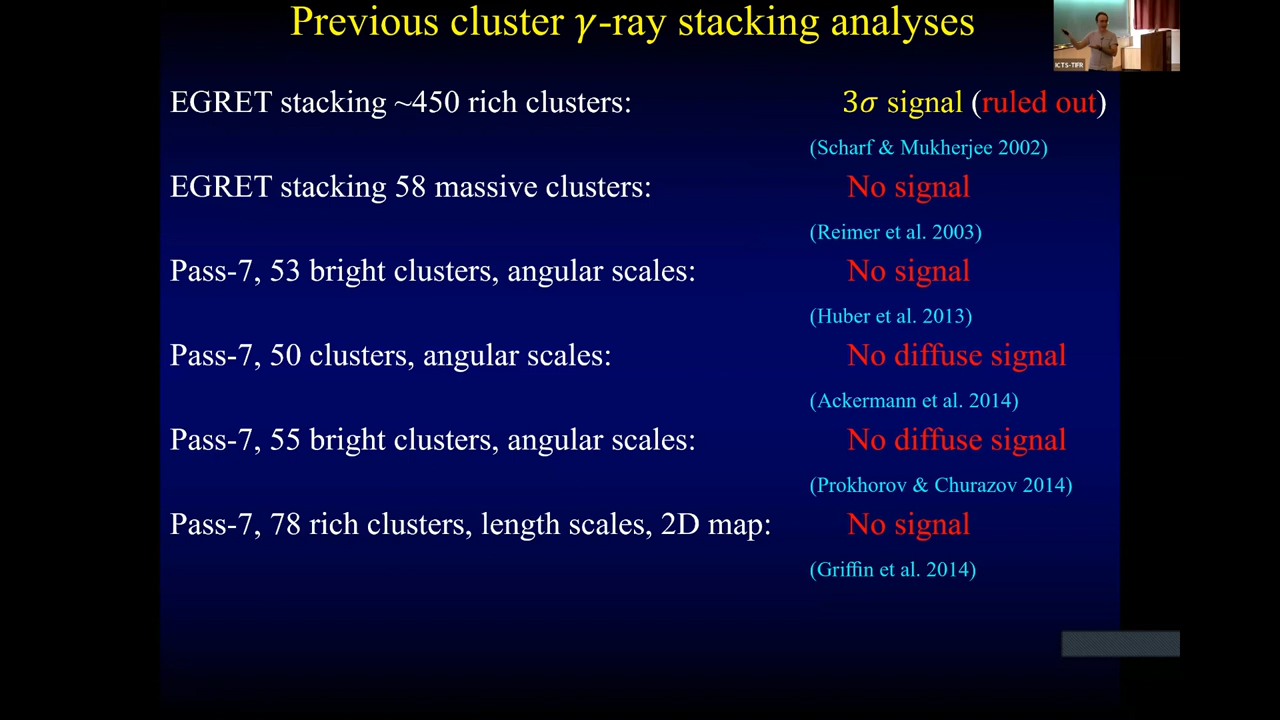 Previous cluster γ-ray stacking analyses
ICTS-TIFR
EGRET stacking ~450 rich clusters: 3σ signal (ruled out)
(Scharf & Mukherjee 2002)
EGRET stacking 58 massive clusters: No signal
(Reimer et al. 2003)
Pass-7, 53 bright clusters, angular scales: No signal
(Huber et al. 2013)
Pass-7, 50 clusters, angular scales: No diffuse signal
(Ackermann et al. 2014)
Pass-7, 55 bright clusters, angular scales: No diffuse signal
(Prokhorov & Churazov 2014)
Pass-7, 78 rich clusters, length scales, 2D map: No signal
(Griffin et al. 2014)